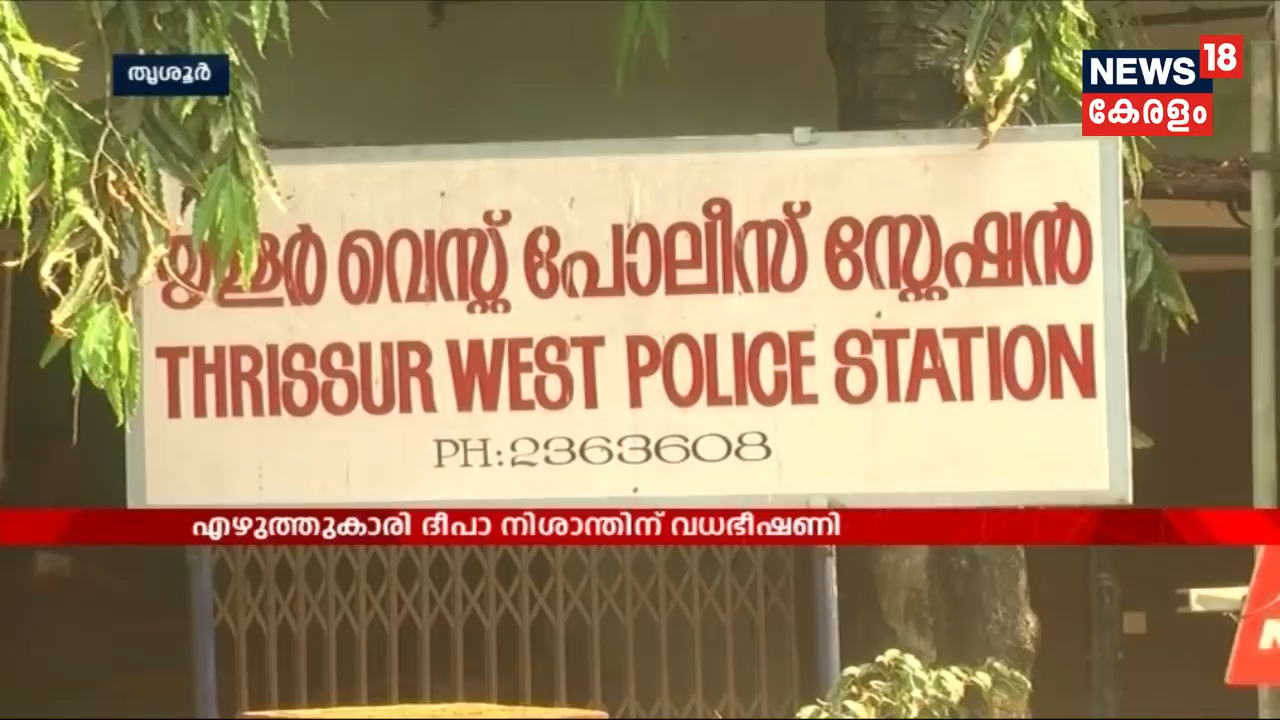 തൃശൂർ
NEWS 18
കേരളം
വെസ്റ്റ് പോലീസ് സ്റ്റേഷൻ
THRISSUR WEST POLICE STATION
PH:2363608
എഴുത്തുകാരി ദീപാ നിശാന്തിന് വധഭീഷണി